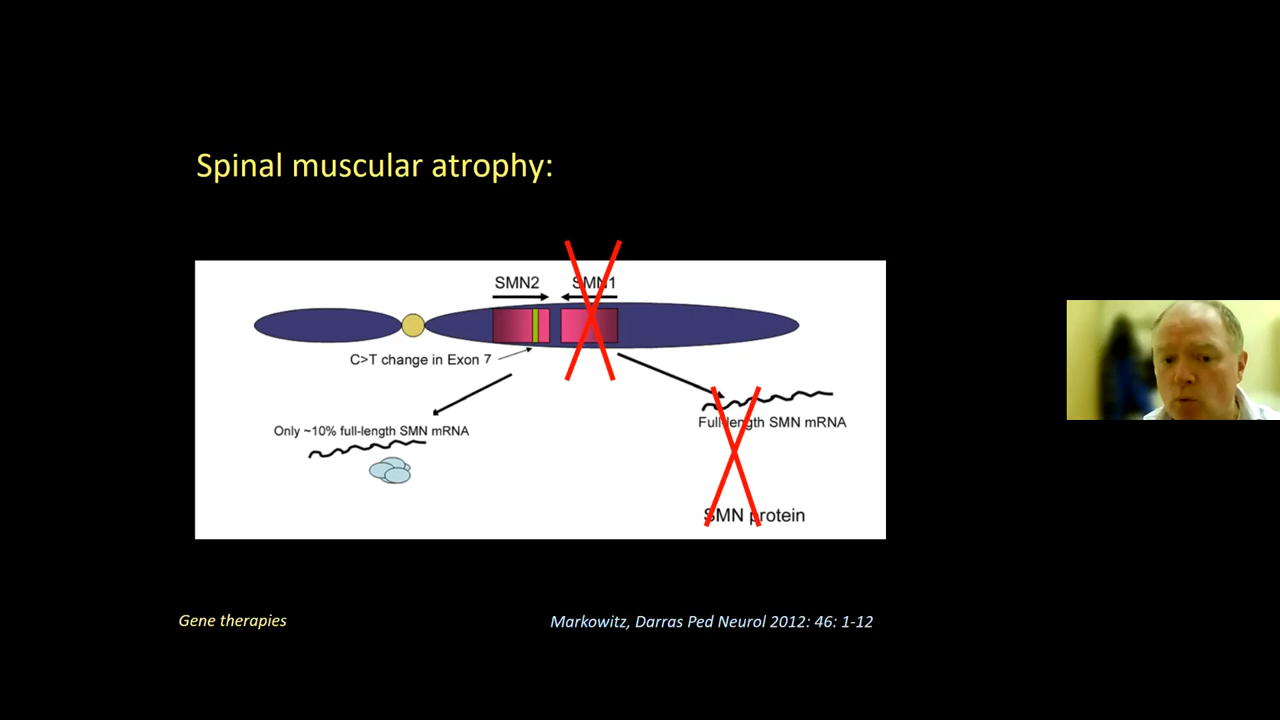 Spinal muscular atrophy:
SMN2
SMN1
C>T change in Exon 7
Only ~10% full-length SMN mRNA
Full-length SMN mRNA
SMN protein
Gene therapies
Markowitz, Darras Ped Neurol 2012: 46: 1-12